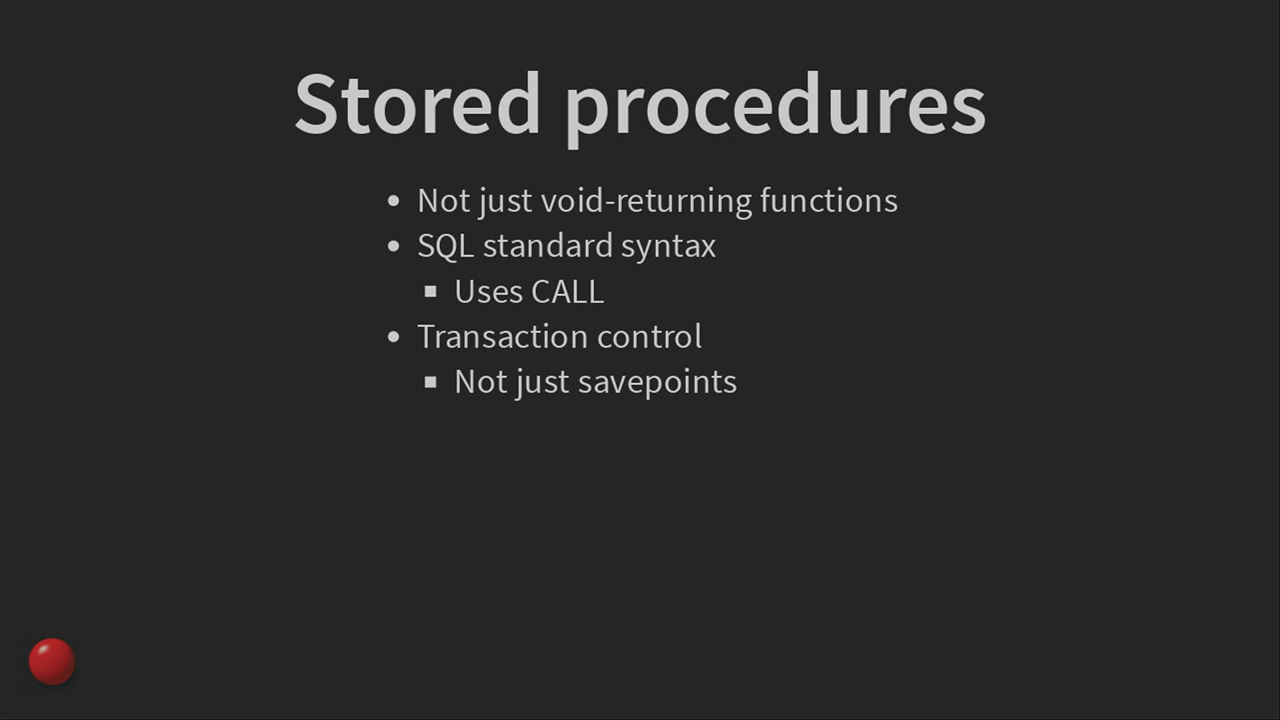 Stored procedures
• Not just void-returning functions
• SQL standard syntax
▪ Uses CALL
• Transaction control
▪ Not just savepoints